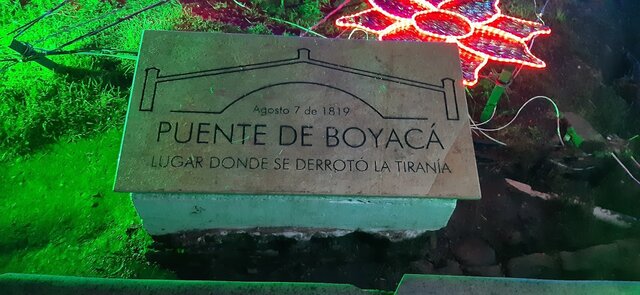 Agosto 7 de 1819
PUENTE DE BOYACÁ
LUGAR DONDE SE DERROTÓ LA TIRANÍA